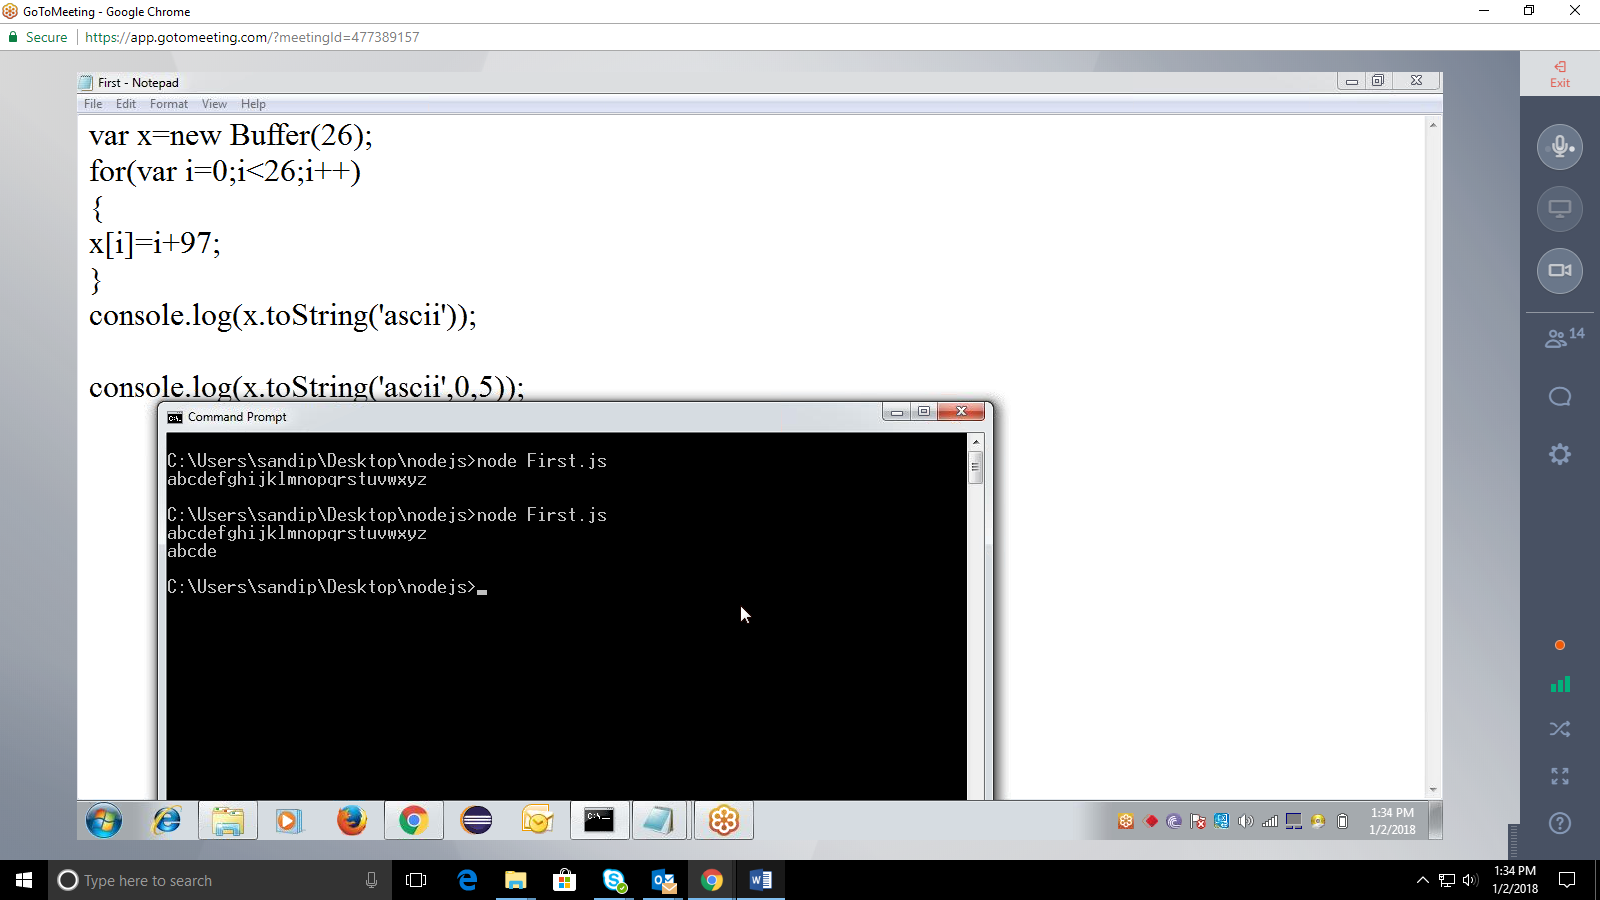 GoToMeeting - Google Chrome
Secure
https://app.gotomeeting.com/?meetingId=477389157
Exit
First - Notepad
File Edit Format View Help
var x=new Buffer(26);
for(var i=0;i<26;i++)
{
x[i]=i+97;
}
console.log(x.toString('ascii'));
console.log(x.toString('ascii',0,5));
14
Command Prompt
C:\Users\sandip\Desktop\nodejs>node First.js
abcdefghijklmnopqrstuvwxyz
C:\Users\sandip\Desktop\nodejs>node First.js
abcdefghijklmnopqrstuvwxyz
abcde
C:\Users\sandip\Desktop\nodejs>
1:34 PM
1/2/2018
Type here to search
1:34 PM
1/2/2018